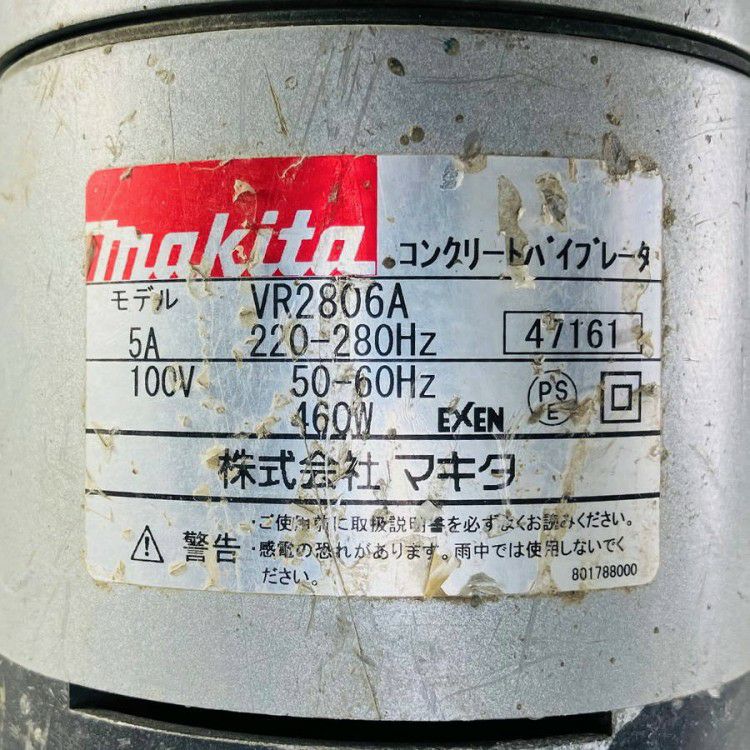 makita コンクリートバイブレータ
モデル VR2806A
5A 220-280Hz 47161
100V 50-60Hz
460W EXEN PSE
株式会社 マキタ
・ご使用前に取扱説明書を必ずよくお読みください。
警告 ・感電の恐れがあります。雨中では使用しないでく
ださい。
801788000